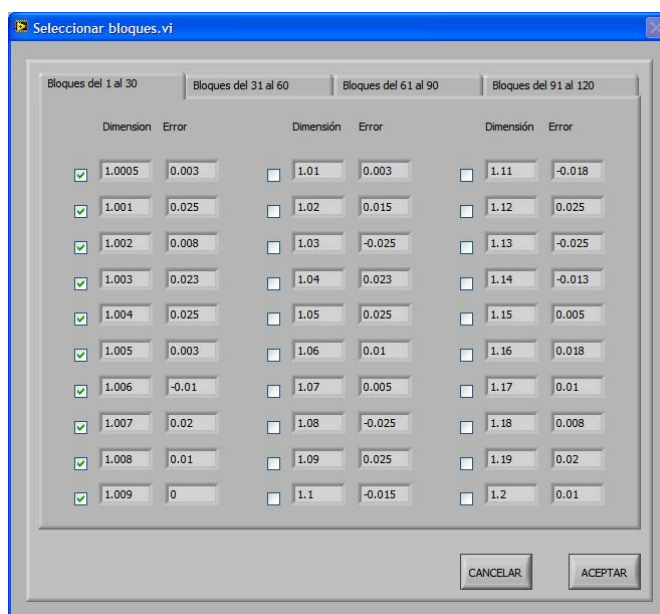 Seleccionar bloques.vi
Bloques del 1 al 30 Bloques del 31 al 60 Bloques del 61 al 90 Bloques del 91 al 120
Dimension Error Dimensión Error Dimensión Error
1.0005 0.003 1.01 0.003 1.11 -0.018
1.001 0.025 1.02 0.015 1.12 0.025
1.002 0.008 1.03 -0.025 1.13 -0.025
1.003 0.023 1.04 0.023 1.14 -0.013
1.004 0.025 1.05 0.025 1.15 0.005
1.005 0.003 1.06 0.01 1.16 0.018
1.006 -0.01 1.07 0.005 1.17 0.01
1.007 0.02 1.08 -0.025 1.18 0.008
1.008 0.01 1.09 0.025 1.19 0.02
1.009 0 1.1 -0.015 1.2 0.01
CANCELAR ACEPTAR